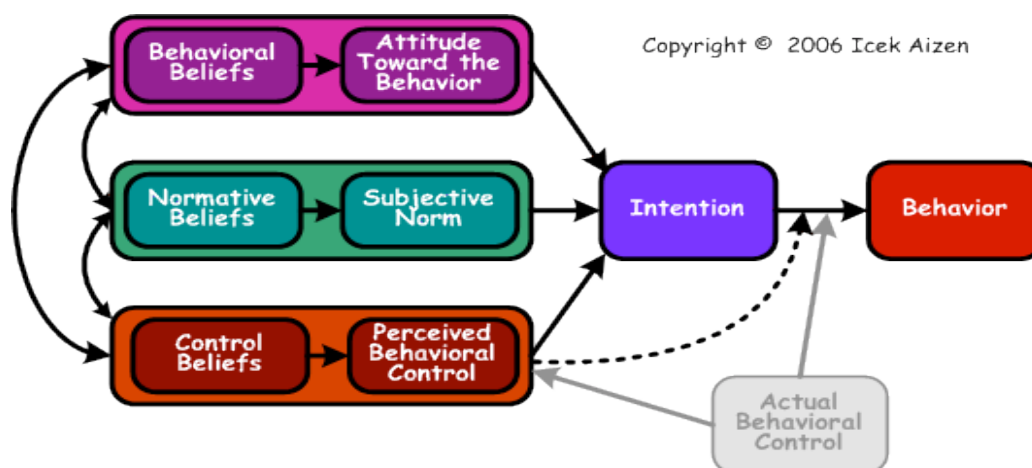 Copyright © 2006 Icek Aizen
Behavioral
Beliefs
Attitude
Toward the
Behavior
Normative
Beliefs
Subjective
Norm
Intention
Behavior
Control
Beliefs
Perceived
Behavioral
Control
Actual
Behavioral
Control